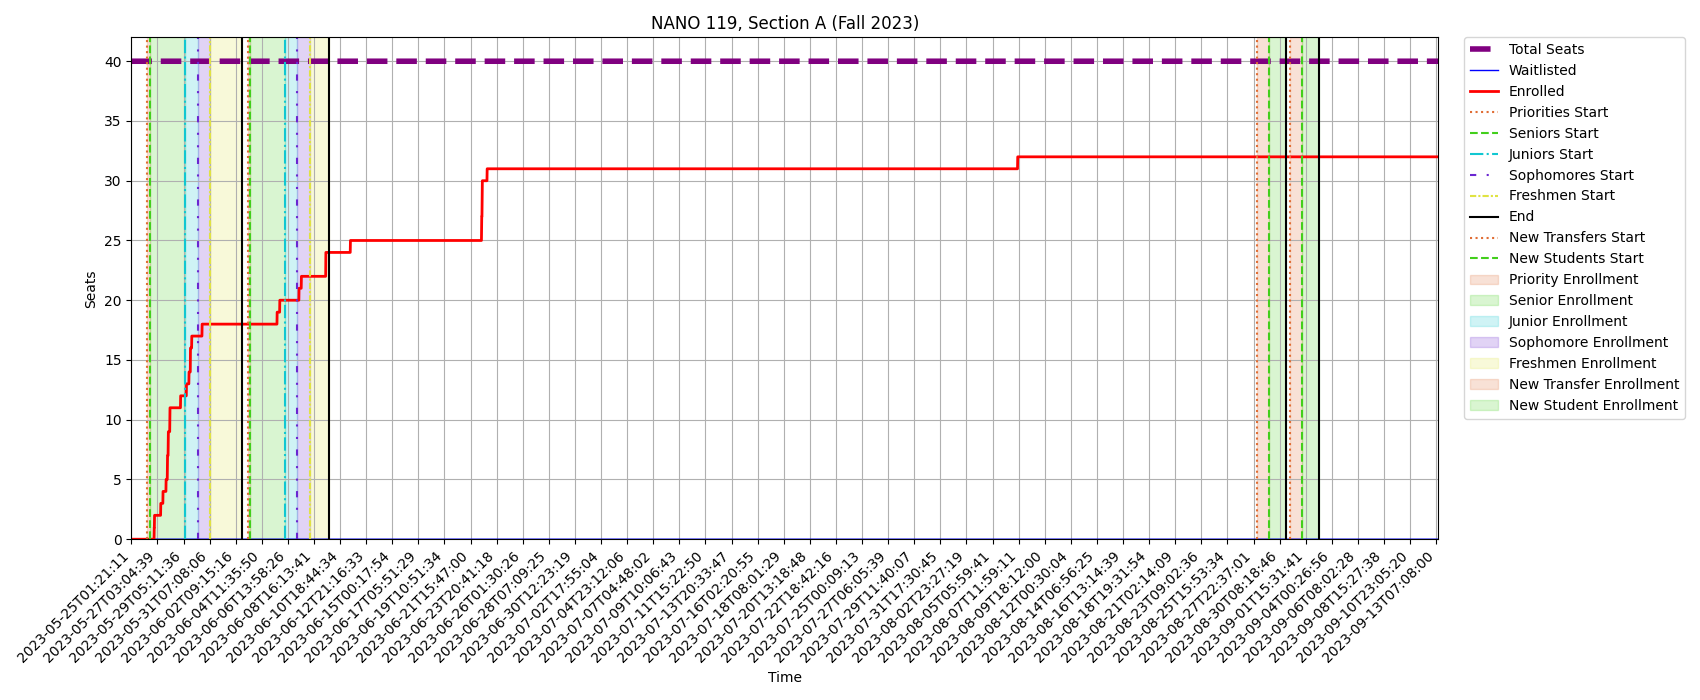 NANO 119, Section A (Fall 2023)
Seats
40
35
30
25
20
15
10
5
0
2023-05-25T01:21:11
2023-05-27T03:04:39
2023-05-29T05:11:36
2023-05-31T07:08:06
2023-06-02T09:15:16
2023-06-04T11:35:50
2023-06-06T13:58:26
2023-06-08T16:13:41
2023-06-10T18:44:34
2023-06-12T21:16:33
2023-06-15T00:17:54
2023-06-17T05:51:29
2023-06-19T10:51:34
2023-06-21T15:47:00
2023-06-23T20:41:18
2023-06-26T01:30:26
2023-06-28T07:09:25
2023-06-30T12:23:19
2023-07-02T17:55:04
2023-07-04T23:12:06
2023-07-07T04:48:02
2023-07-09T10:06:43
2023-07-11T15:22:50
2023-07-13T20:33:47
2023-07-16T02:20:55
2023-07-18T08:01:29
2023-07-20T13:18:48
2023-07-22T18:42:16
2023-07-25T00:09:13
2023-07-27T06:05:39
2023-07-29T11:40:07
2023-07-31T17:30:45
2023-08-02T23:27:19
2023-08-05T05:59:41
2023-08-07T11:59:11
2023-08-09T18:12:00
2023-08-12T00:30:04
2023-08-14T06:56:25
2023-08-16T13:14:39
2023-08-18T19:31:54
2023-08-21T02:14:09
2023-08-23T09:02:36
2023-08-25T15:53:34
2023-08-27T22:37:01
2023-08-30T08:18:46
2023-09-01T15:31:41
2023-09-04T00:26:56
2023-09-06T08:02:28
2023-09-08T15:27:38
2023-09-10T23:05:20
2023-09-13T07:08:00
Time
Total Seats
Waitlisted
Enrolled
Priorities Start
Seniors Start
Juniors Start
Sophomores Start
Freshmen Start
End
New Transfers Start
New Students Start
Priority Enrollment
Senior Enrollment
Junior Enrollment
Sophomore Enrollment
Freshmen Enrollment
New Transfer Enrollment
New Student Enrollment